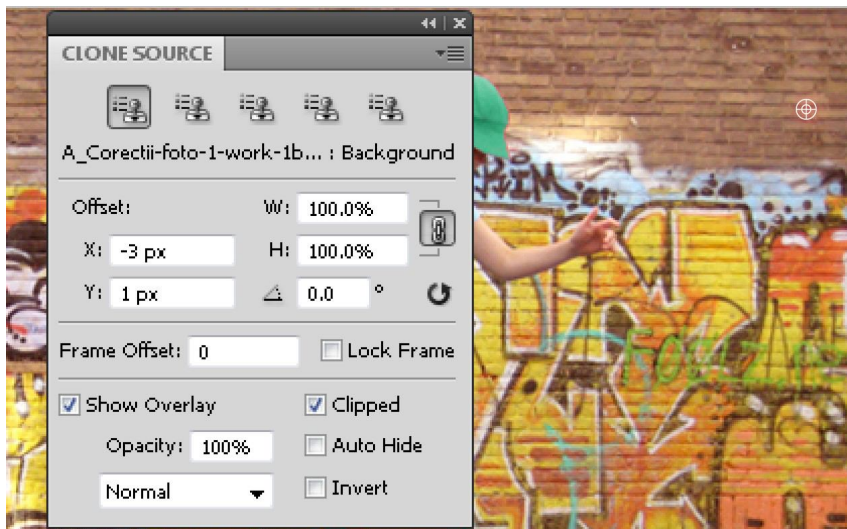 CLONE SOURCE
A_Corectii-foto-1-work-1b... : Background
Offset:
W: 100.0%
X: -3 px
H: 100.0%
Y: 1 px
0.0 °
Frame Offset: 0
Lock Frame
Show Overlay
Clipped
Opacity: 100%
Auto Hide
Normal
Invert